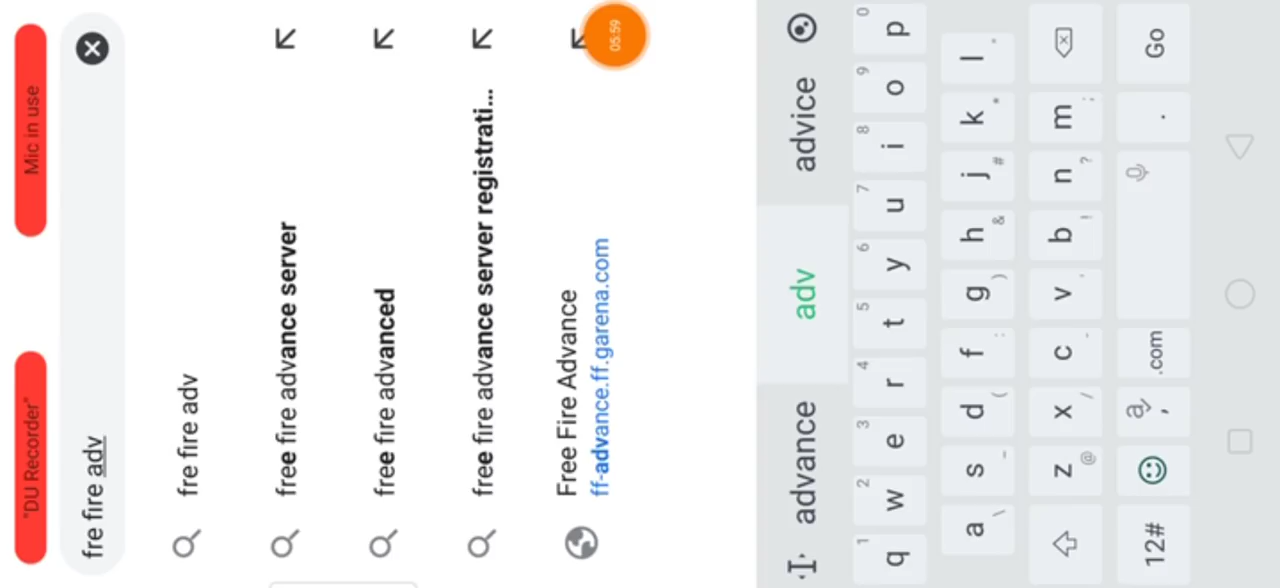 "DU Recorder" Mic in use
fre fire adv
fre fire adv
free fire advance server
free fire advanced
free fire advance server registrati...
Free Fire Advance
ff-advance.ff.garena.com
05:59
advance adv advice
1 2 3 4 5 6 7 8 9 0
q w e r t y u i o p
a s d f g h j k l
\ _ ( : ) & # * "
z x c v b n m
@ / - ' ! ? ;
12# , .com .
Go